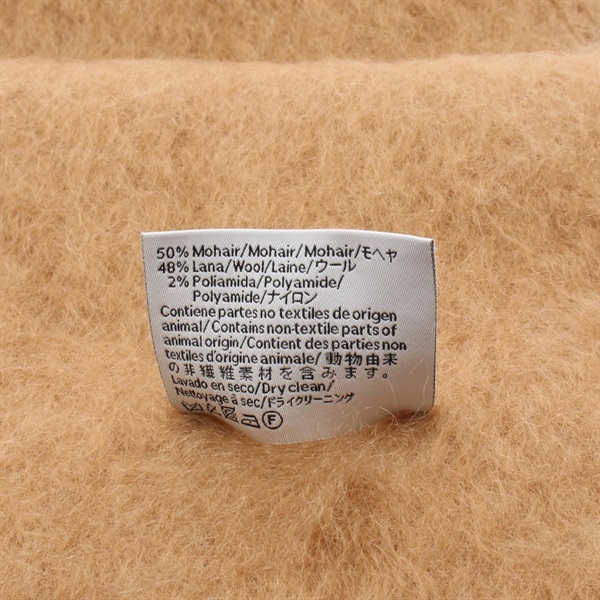 50% Mohair/Mohair/Mohair/モヘヤ
48% Lana/Wool/Laine/ウール
2% Poliamida/Polyamide/
Polyamide/ナイロン
Contiene partes no textiles de origen
animal/ Contains non-textile parts of
animal origin/Contient des parties non
textiles d'origine animale/ 動物由来
の非繊維素材を含みます。
Lavado en seco/Dry clean/
Nettoyage à sec/ドライクリーニング
F